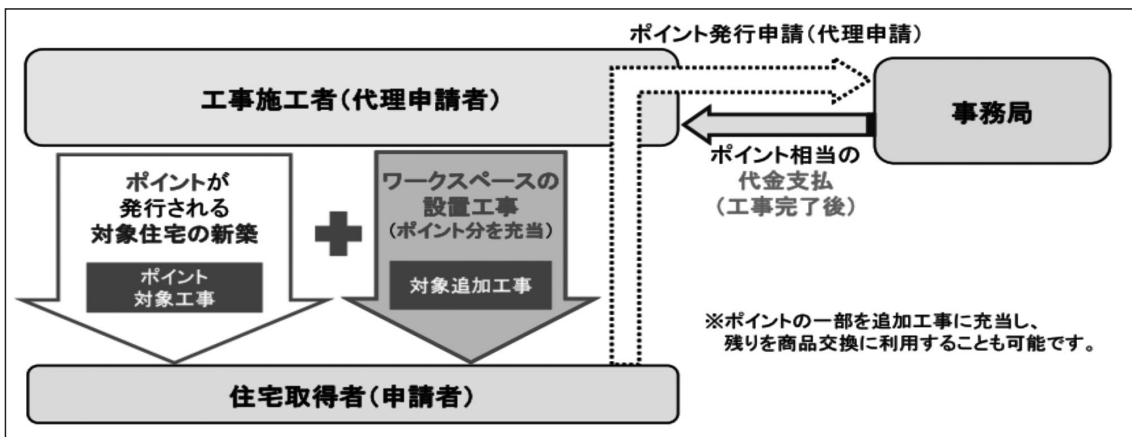 ポイント発行申請(代理申請)
工事施工者(代理申請者)
事務局
ポイント相当の
代金支払
(工事完了後)
ポイントが
発行される
対象住宅の新築
ポイント
対象工事
ワークスペースの
設置工事
(ポイント分を充当)
対象追加工事
※ポイントの一部を追加工事に充当し、
残りを商品交換に利用することも可能です。
住宅取得者(申請者)